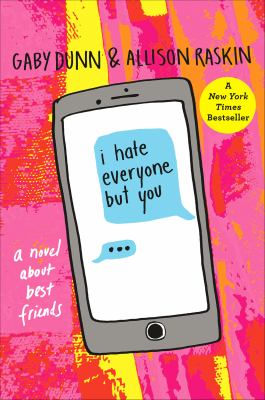 GABY DUNN & ALLISON RASKIN
A
New York
Times
Bestseller
i hate
everyone
but you
a novel
about
best
friends